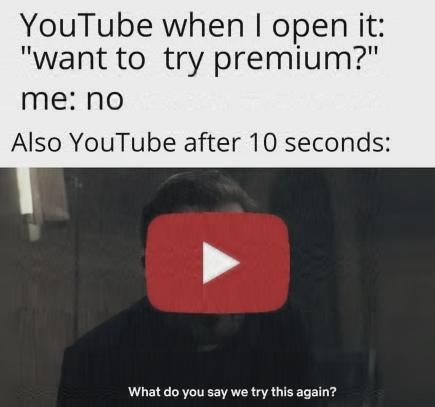 YouTube when I open it:
"want to try premium?"
me: no
Also YouTube after 10 seconds:
What do you say we try this again?